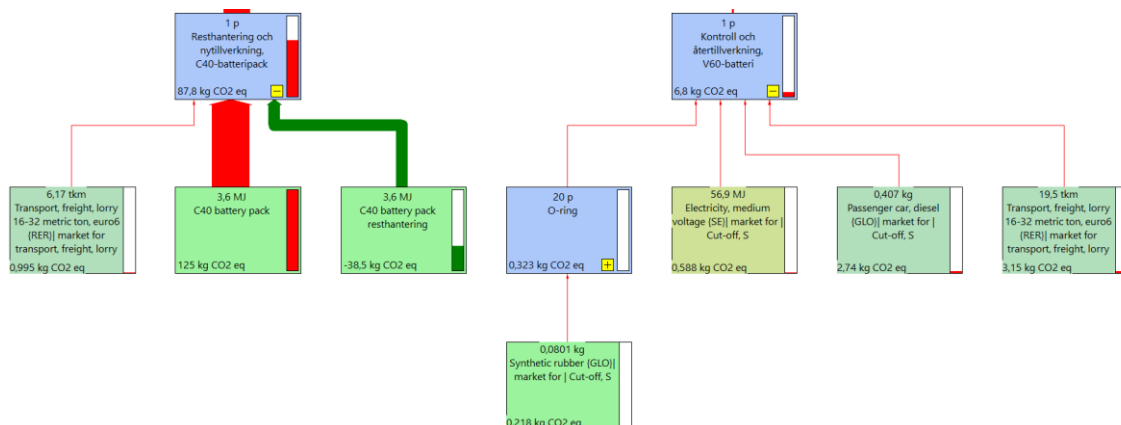 1 p
Resthantering och
nytillverkning,
C40-batteripack
87,8 kg CO2 eq
1 p
Kontroll och
återtillverkning,
V60-batteri
6,8 kg CO2 eq
6,17 tkm
Transport, freight, lorry
16-32 metric ton, euro6
{RER}| market for
transport, freight, lorry
0,995 kg CO2 eq
3,6 MJ
C40 battery pack
125 kg CO2 eq
3,6 MJ
C40 battery pack
resthantering
-38,5 kg CO2 eq
20 p
O-ring
0,323 kg CO2 eq
56,9 MJ
Electricity, medium
voltage {SE}| market for |
Cut-off, S
0,588 kg CO2 eq
0,407 kg
Passenger car, diesel
{GLO}| market for |
Cut-off, S
2,74 kg CO2 eq
19,5 tkm
Transport, freight, lorry
16-32 metric ton, euro6
{RER}| market for
transport, freight, lorry
3,15 kg CO2 eq
0,0801 kg
Synthetic rubber {GLO}|
market for | Cut-off, S
0,218 kg CO2 eq